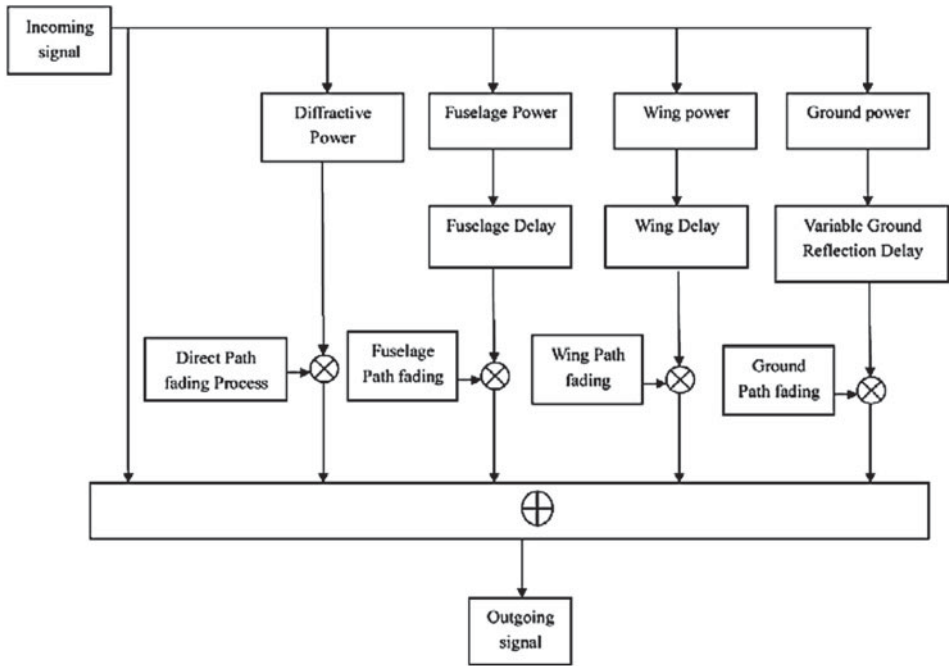 Incoming
signal
Diffractive
Power
Fuselage Power
Wing power
Ground power
Fuselage Delay
Wing Delay
Variable Ground
Reflection Delay
Direct Path
fading Process
Fuselage
Path fading
Wing Path
fading
Ground
Path fading
Outgoing
signal